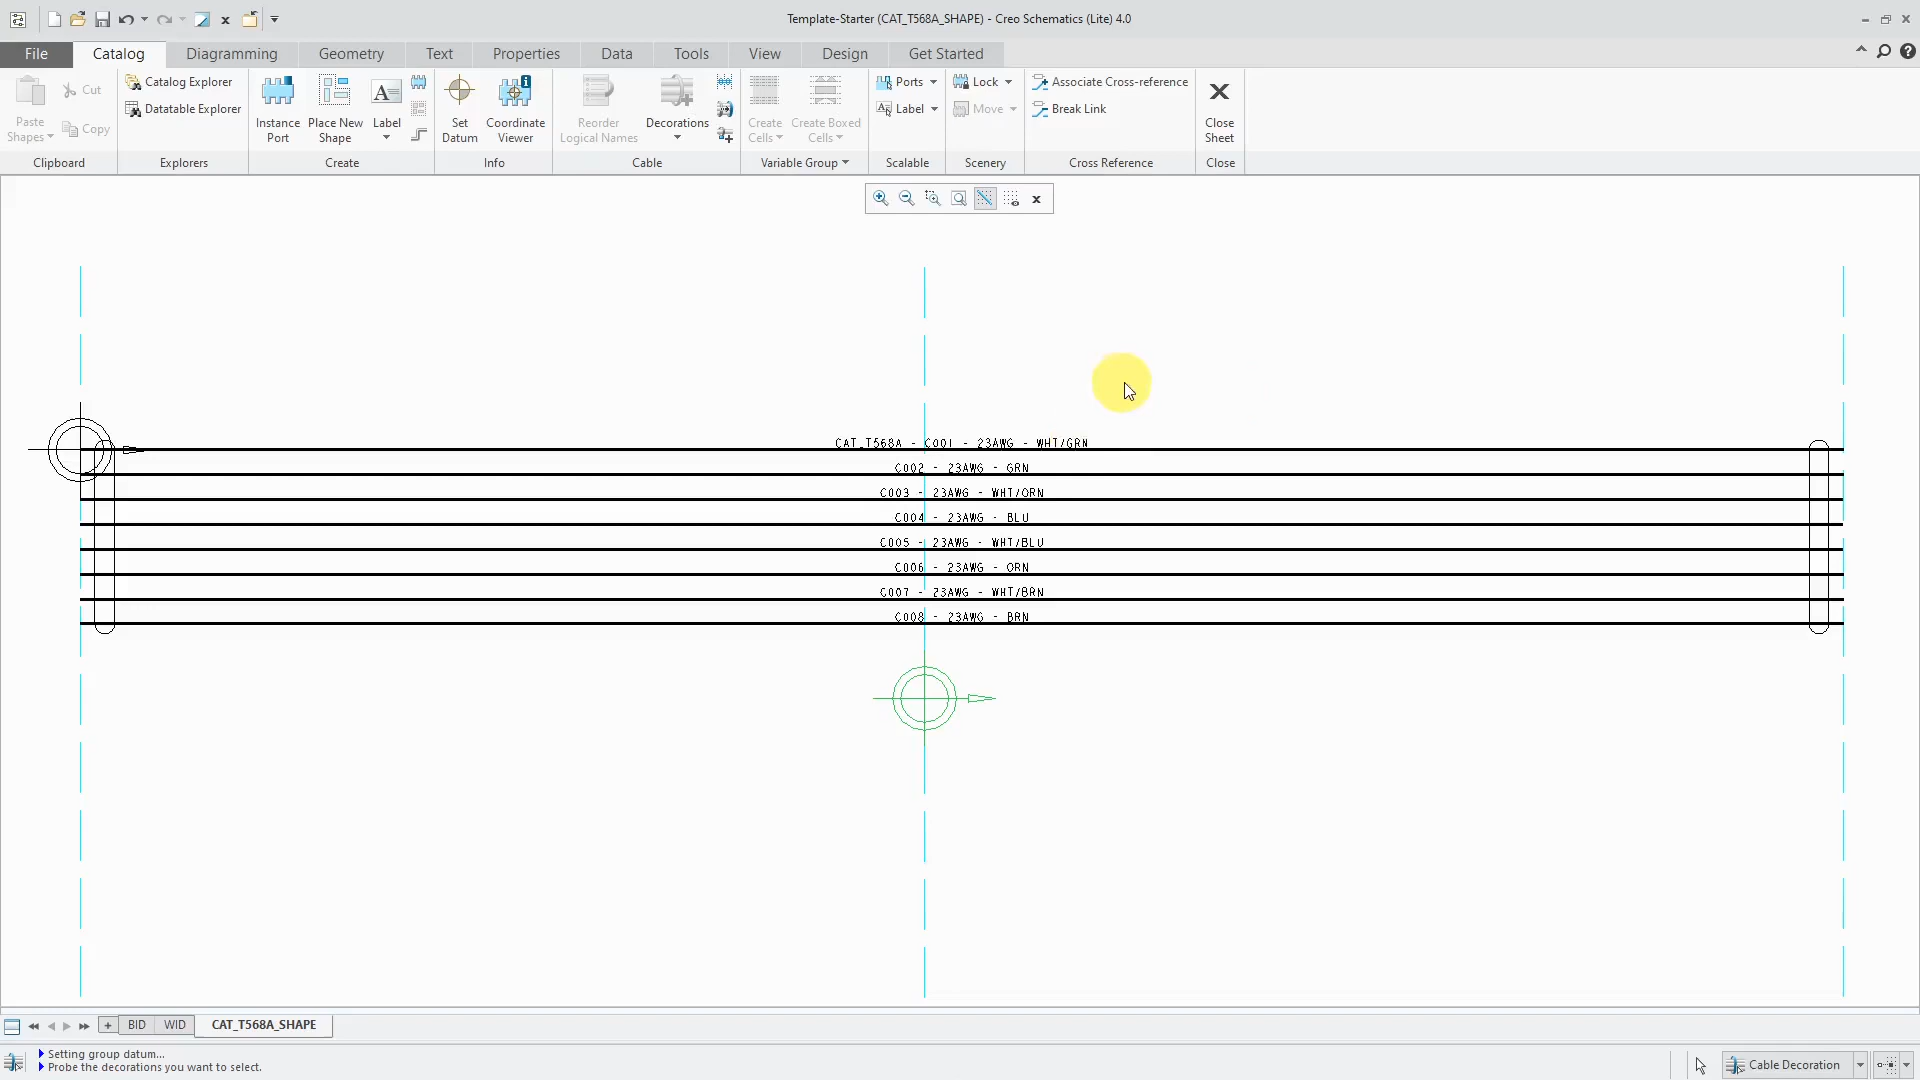 Template-Starter (CAT_T568A_SHAPE) - Creo Schematics (Lite) 4.0
File Catalog Diagramming Geometry Text Properties Data Tools View Design Get Started
Paste Shapes
Cut
Copy
Clipboard
Catalog Explorer
Datatable Explorer
Explorers
Instance Port
Place New Shape
Label
Create
Set Datum
Coordinate Viewer
Info
Reorder Logical Names
Decorations
Cable
Create Cells
Create Boxed Cells
Variable Group
Ports
Label
Scalable
Lock
Move
Scenery
Associate Cross-reference
Break Link
Cross Reference
Close Sheet
Close
CAT_T568A - C001 - 23AWG - WHT/GRN
C002 - 23AWG - GRN
C003 - 23AWG - WHT/ORN
C004 - 23AWG - BLU
C005 - 23AWG - WHT/BLU
C006 - 23AWG - ORN
C007 - 23AWG - WHT/BRN
C008 - 23AWG - BRN
BID WID CAT_T568A_SHAPE
Setting group datum...
Probe the decorations you want to select.
Cable Decoration